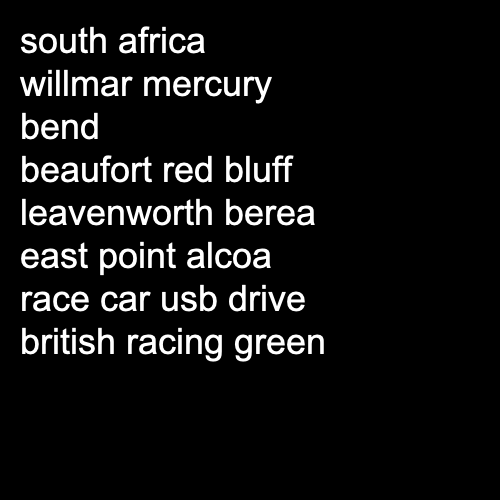 south africa
willmar mercury
bend
beaufort red bluff
leavenworth berea
east point alcoa
race car usb drive
british racing green